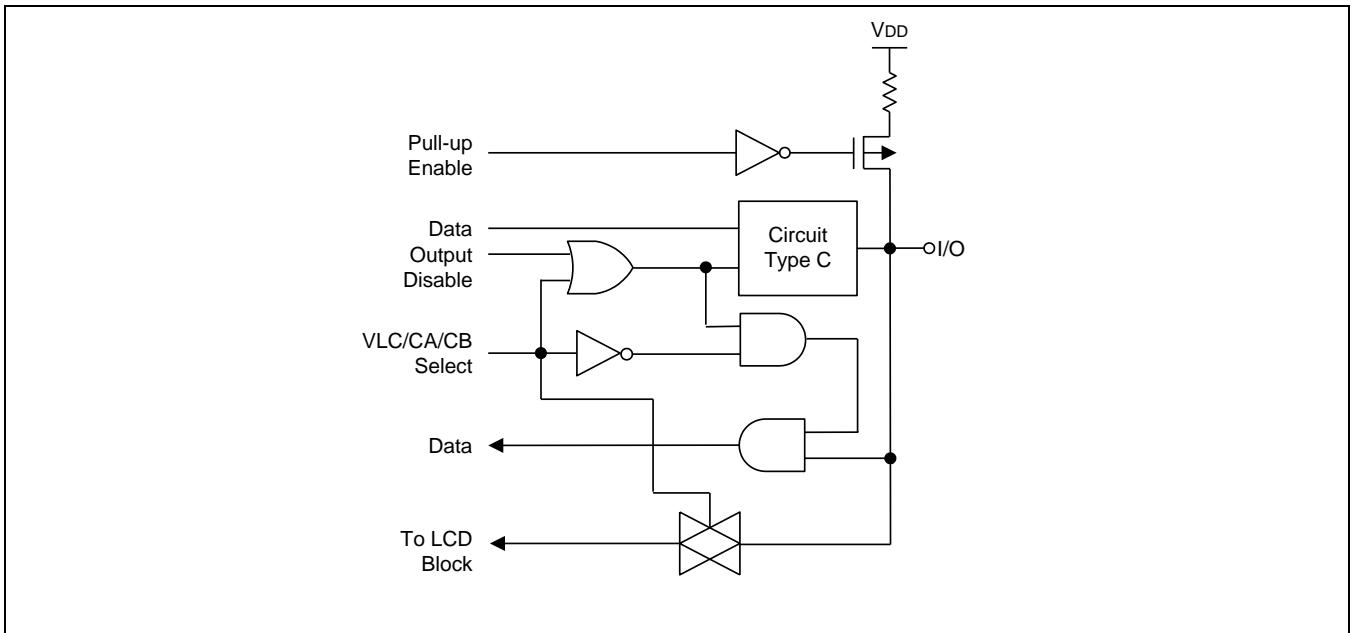 VDD
Pull-up
Enable
Data
Output
Disable
Circuit
Type C
I/O
VLC/CA/CB
Select
Data
To LCD
Block